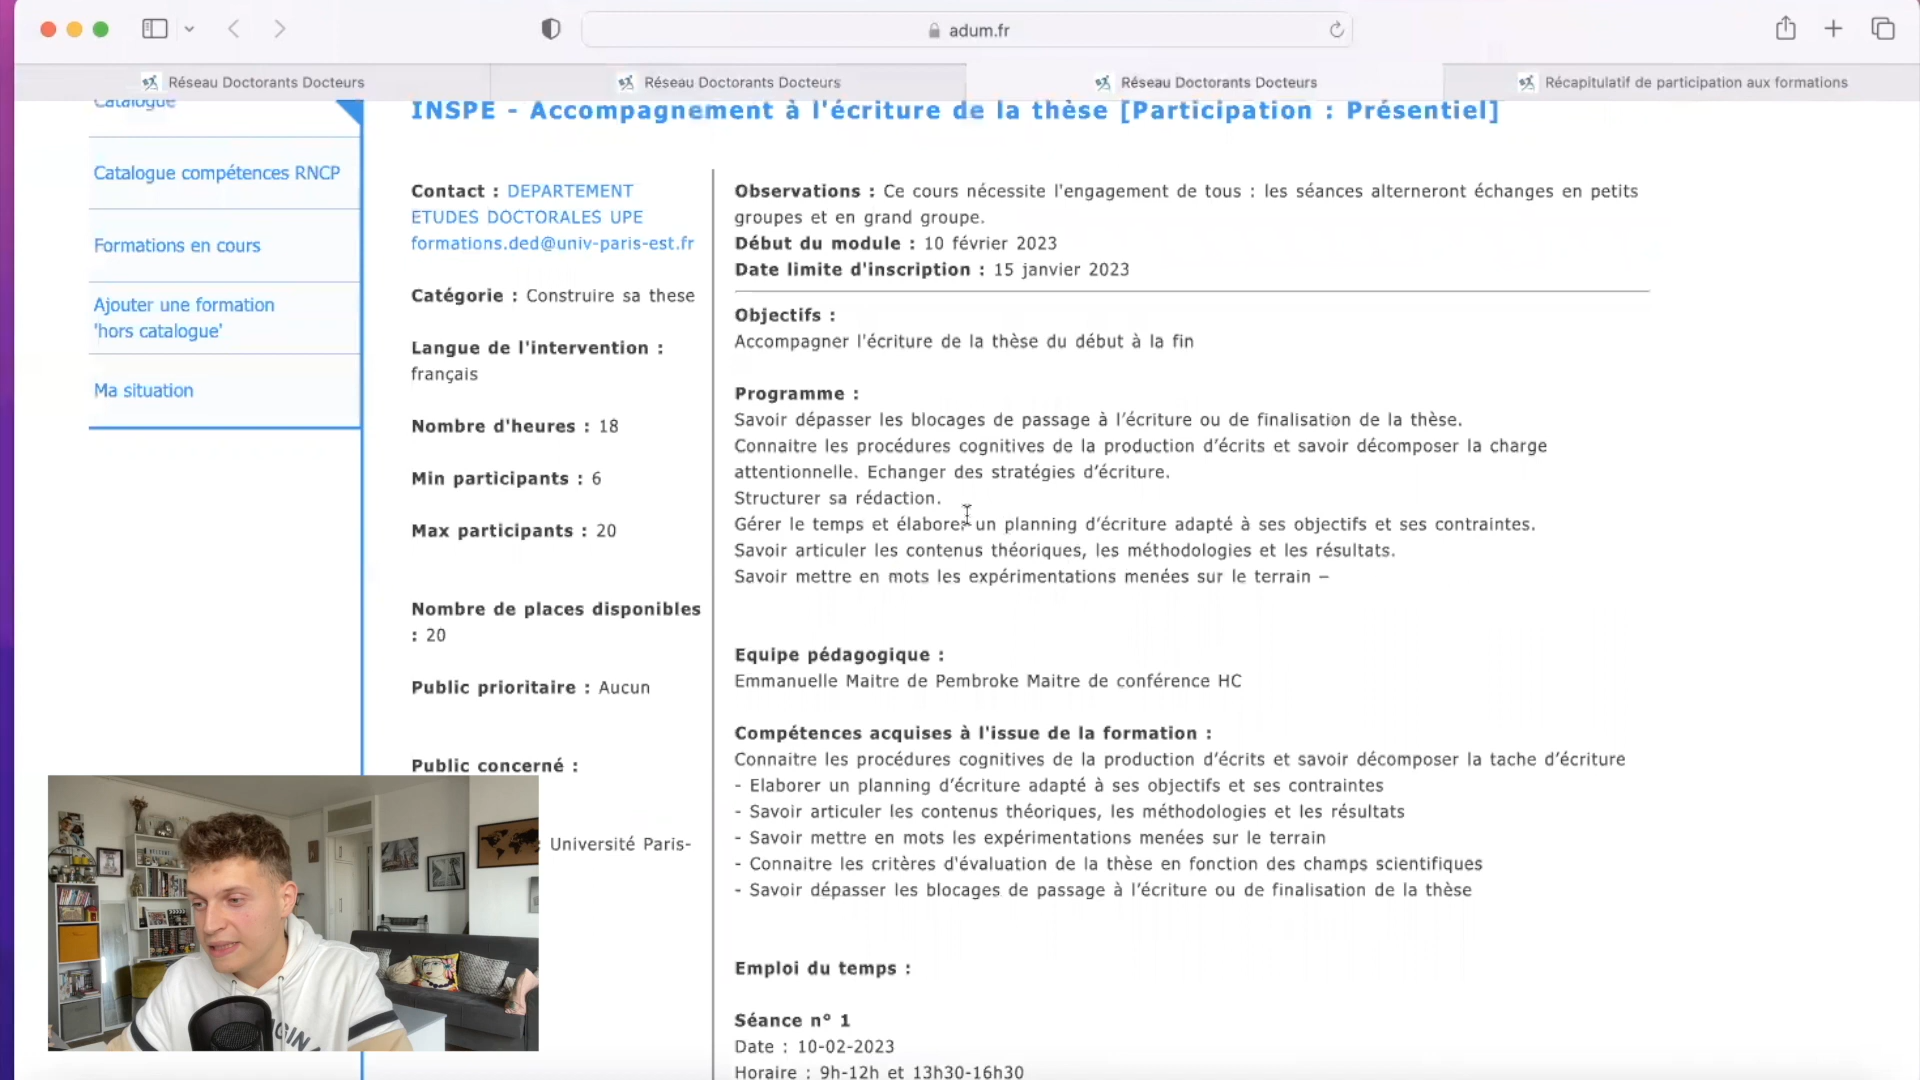 adum.fr
Réseau Doctorants Docteurs
Réseau Doctorants Docteurs
Réseau Doctorants Docteurs
Récapitulatif de participation aux formations
Catalogue
Catalogue compétences RNCP
Formations en cours
Ajouter une formation
'hors catalogue'
Ma situation
INSPE - Accompagnement à l'écriture de la thèse [Participation : Présentiel]
Contact : DEPARTEMENT
ETUDES DOCTORALES UPE
formations.ded@univ-paris-est.fr
Catégorie : Construire sa these
Langue de l'intervention :
français
Nombre d'heures : 18
Min participants : 6
Max participants : 20
Nombre de places disponibles
: 20
Public prioritaire : Aucun
Public concerné :
Université Paris-
Observations : Ce cours nécessite l'engagement de tous : les séances alterneront échanges en petits
groupes et en grand groupe.
Début du module : 10 février 2023
Date limite d'inscription : 15 janvier 2023
Objectifs :
Accompagner l'écriture de la thèse du début à la fin
Programme :
Savoir dépasser les blocages de passage à l’écriture ou de finalisation de la thèse.
Connaitre les procédures cognitives de la production d’écrits et savoir décomposer la charge
attentionnelle. Echanger des stratégies d’écriture.
Structurer sa rédaction.
Gérer le temps et élaborer un planning d’écriture adapté à ses objectifs et ses contraintes.
Savoir articuler les contenus théoriques, les méthodologies et les résultats.
Savoir mettre en mots les expérimentations menées sur le terrain –
Equipe pédagogique :
Emmanuelle Maitre de Pembroke Maitre de conférence HC
Compétences acquises à l'issue de la formation :
Connaitre les procédures cognitives de la production d’écrits et savoir décomposer la tache d’écriture
- Elaborer un planning d’écriture adapté à ses objectifs et ses contraintes
- Savoir articuler les contenus théoriques, les méthodologies et les résultats
- Savoir mettre en mots les expérimentations menées sur le terrain
- Connaitre les critères d'évaluation de la thèse en fonction des champs scientifiques
- Savoir dépasser les blocages de passage à l’écriture ou de finalisation de la thèse
Emploi du temps :
Séance n° 1
Date : 10-02-2023
Horaire : 9h-12h et 13h30-16h30